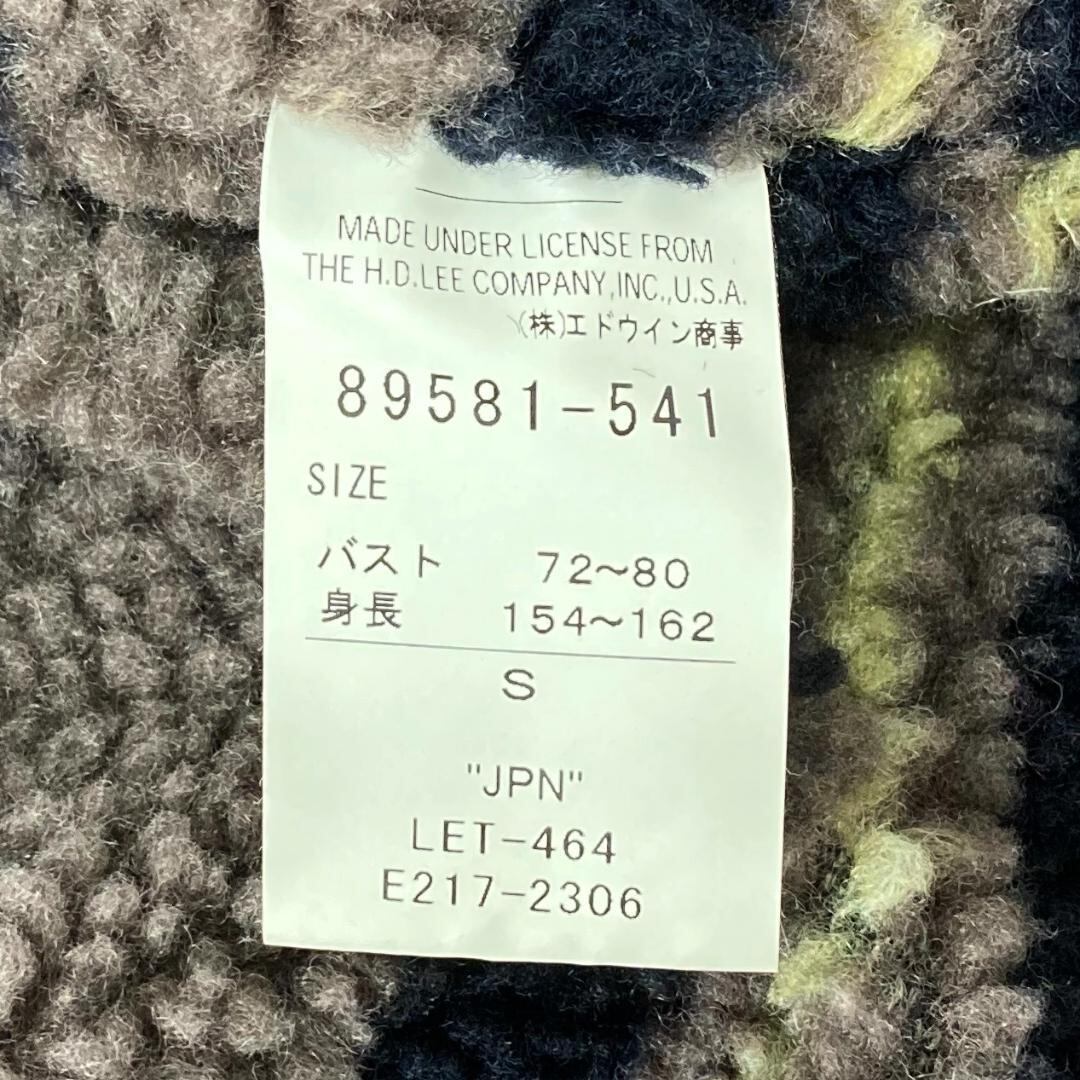 MADE UNDER LICENSE FROM
THE H.D.LEE COMPANY,INC.,U.S.A.
(株)エドウイン商事
89581-541
SIZE
バスト 72~80
身長 154~162
S
"JPN"
LET-464
E217-2306